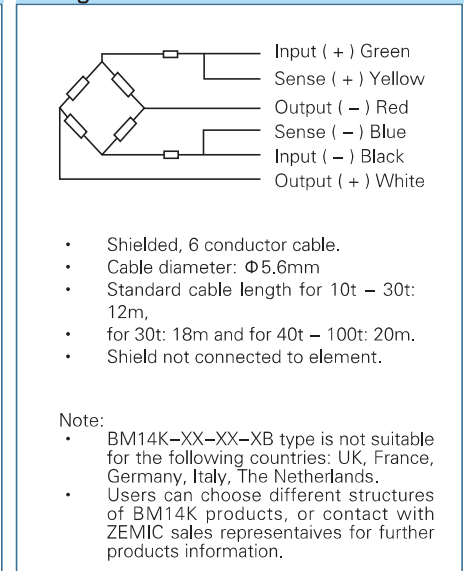 Input ( + ) Green
Sense ( + ) Yellow
Output ( – ) Red
Sense ( – ) Blue
Input ( – ) Black
Output ( + ) White
• Shielded, 6 conductor cable.
• Cable diameter: Φ5.6mm
• Standard cable length for 10t – 30t:
12m,
• for 30t: 18m and for 40t – 100t: 20m.
• Shield not connected to element.
Note:
• BM14K–XX–XX–XB type is not suitable
for the following countries: UK, France,
Germany, Italy, The Netherlands.
• Users can choose different structures
of BM14K products, or contact with
ZEMIC sales representaives for further
products information.